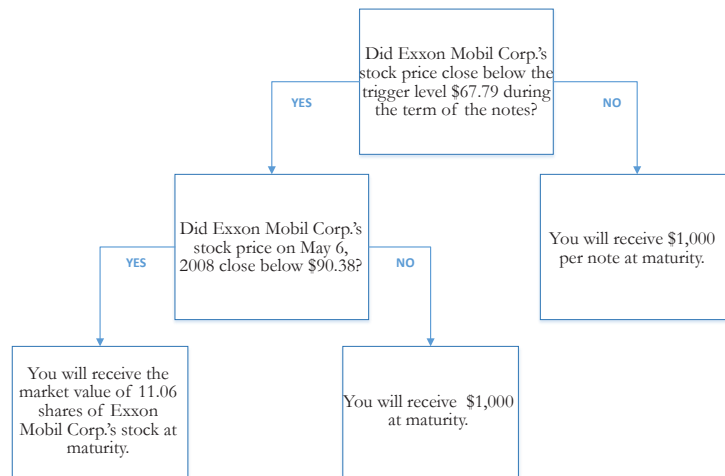 Did Exxon Mobil Corp.'s
stock price close below the
trigger level $67.79 during
the term of the notes?
YES
NO
Did Exxon Mobil Corp.'s
stock price on May 6,
2008 close below $90.38?
You will receive $1,000
per note at maturity.
YES
NO
You will receive the
market value of 11.06
shares of Exxon
Mobil Corp.'s stock at
maturity.
You will receive $1,000
at maturity.